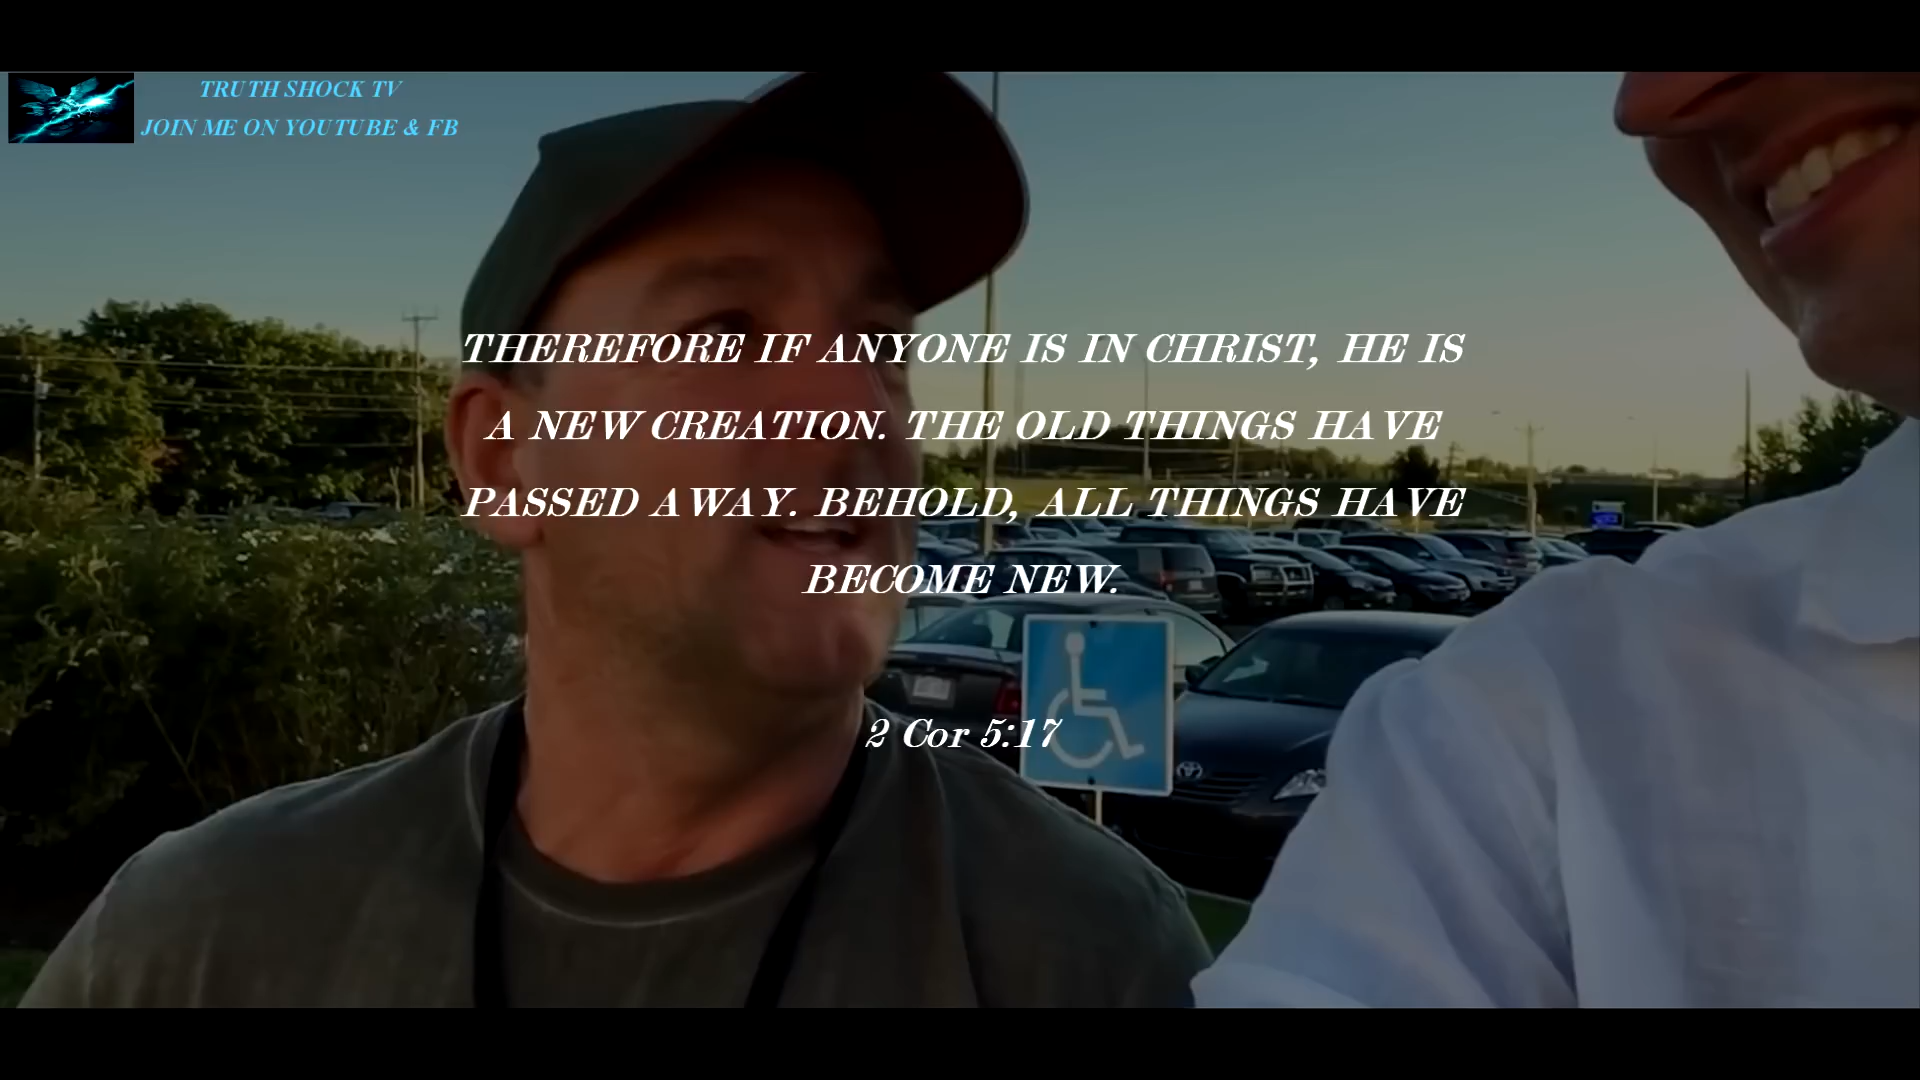 TRUTH SHOCK TV
JOIN ME ON YOUTUBE & FB
THEREFORE IF ANYONE IS IN CHRIST, HE IS
A NEW CREATION. THE OLD THINGS HAVE
PASSED AWAY. BEHOLD, ALL THINGS HAVE
BECOME NEW.
2 Cor 5:17